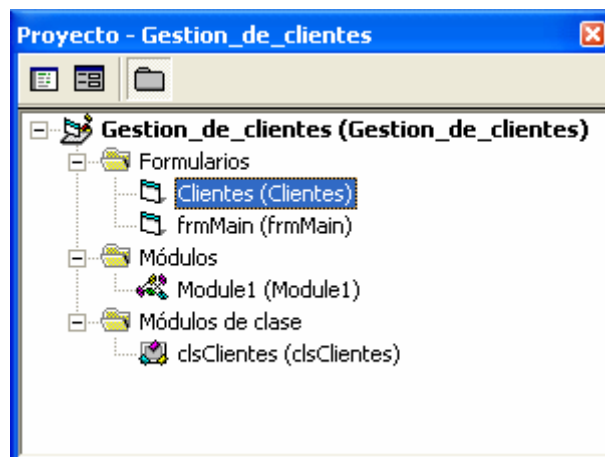 Proyecto - Gestion_de_clientes
Gestion_de_clientes (Gestion_de_clientes)
Formularios
Clientes (Clientes)
frmMain (frmMain)
Módulos
Module1 (Module1)
Módulos de clase
clsClientes (clsClientes)